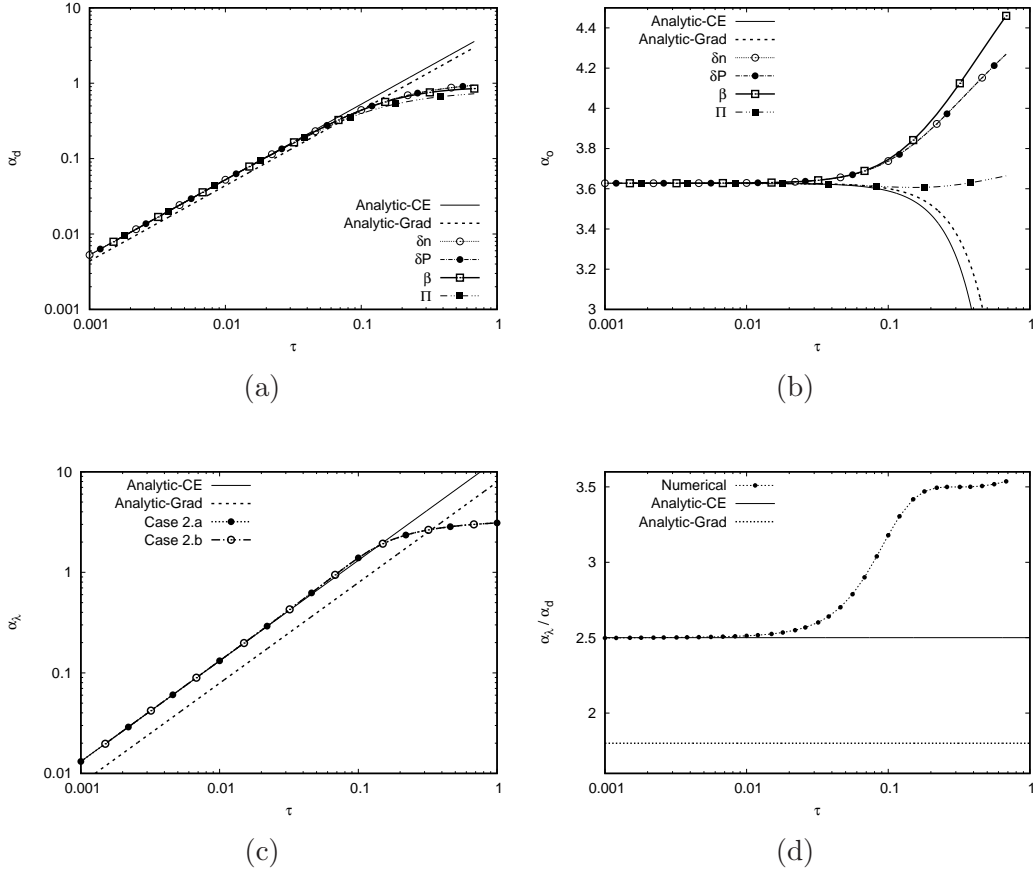 10
1
0.1
0.01
0.001
0.001
0.01
0.1
1
α_d
τ
Analytic-CE
Analytic-Grad
δn
δP
β
Π
(a)
4.4
4.2
4
3.8
3.6
3.4
3.2
3
0.001
0.01
0.1
1
α_o
τ
Analytic-CE
Analytic-Grad
δn
δP
β
Π
(b)
10
1
0.1
0.01
0.001
0.01
0.1
1
α_λ
τ
Analytic-CE
Analytic-Grad
Case 2.a
Case 2.b
(c)
3.5
3
2.5
2
0.001
0.01
0.1
1
α_λ / α_d
τ
Numerical
Analytic-CE
Analytic-Grad
(d)